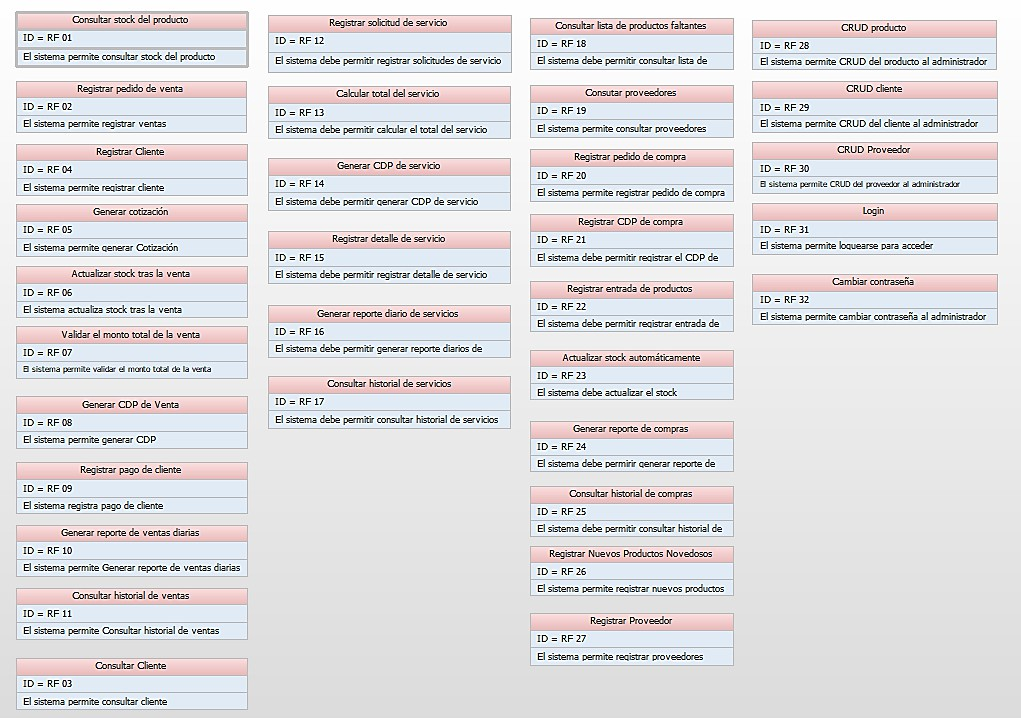 Consultar stock del producto
ID = RF 01
El sistema permite consultar stock del producto
Registrar pedido de venta
ID = RF 02
El sistema permite registrar ventas
Registrar Cliente
ID = RF 04
El sistema permite registrar cliente
Generar cotización
ID = RF 05
El sistema permite generar Cotización
Actualizar stock tras la venta
ID = RF 06
El sistema actualiza stock tras la venta
Validar el monto total de la venta
ID = RF 07
El sistema permite validar el monto total de la venta
Generar CDP de Venta
ID = RF 08
El sistema permite generar CDP
Registrar pago de cliente
ID = RF 09
El sistema registra pago de cliente
Generar reporte de ventas diarias
ID = RF 10
El sistema permite Generar reporte de ventas diarias
Consultar historial de ventas
ID = RF 11
El sistema permite Consultar historial de ventas
Consultar Cliente
ID = RF 03
El sistema permite consultar cliente
Registrar solicitud de servicio
ID = RF 12
El sistema debe permitir registrar solicitudes de servicio
Calcular total del servicio
ID = RF 13
El sistema debe permitir calcular el total del servicio
Generar CDP de servicio
ID = RF 14
El sistema debe permitir generar CDP de servicio
Registrar detalle de servicio
ID = RF 15
El sistema debe permitir registrar detalle de servicio
Generar reporte diario de servicios
ID = RF 16
El sistema debe permitir generar reporte diarios de
Consultar historial de servicios
ID = RF 17
El sistema debe permitir consultar historial de servicios
Consultar lista de productos faltantes
ID = RF 18
El sistema debe permitir consultar lista de
Consutar proveedores
ID = RF 19
El sistema permite consultar proveedores
Registrar pedido de compra
ID = RF 20
El sistema permite registrar pedido de compra
Registrar CDP de compra
ID = RF 21
El sistema debe permitir registrar el CDP de
Registrar entrada de productos
ID = RF 22
El sistema debe permitir registrar entrada de
Actualizar stock automáticamente
ID = RF 23
El sistema debe actualizar el stock
Generar reporte de compras
ID = RF 24
El sistema debe permirir generar reporte de
Consultar historial de compras
ID = RF 25
El sistema debe permitir consultar historial de
Registrar Nuevos Productos Novedosos
ID = RF 26
El sistema permite registrar nuevos productos
Registrar Proveedor
ID = RF 27
El sistema permite registrar proveedores
CRUD producto
ID = RF 28
El sistema permite CRUD del producto al administrador
CRUD cliente
ID = RF 29
El sistema permite CRUD del cliente al administrador
CRUD Proveedor
ID = RF 30
El sistema permite CRUD del proveedor al administrador
Login
ID = RF 31
El sistema permite loguearse para acceder
Cambiar contraseña
ID = RF 32
El sistema permite cambiar contraseña al administrador